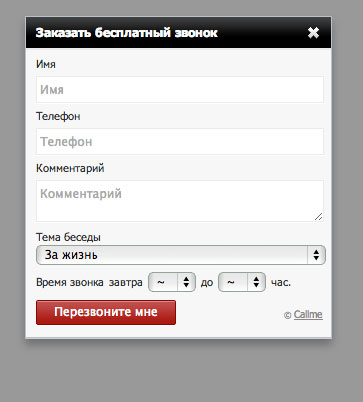 Заказать бесплатный звонок
Имя
Имя
Телефон
Телефон
Комментарий
Комментарий
Тема беседы
За жизнь
Время звонка завтра ~ до ~ час.
Перезвоните мне © Callme